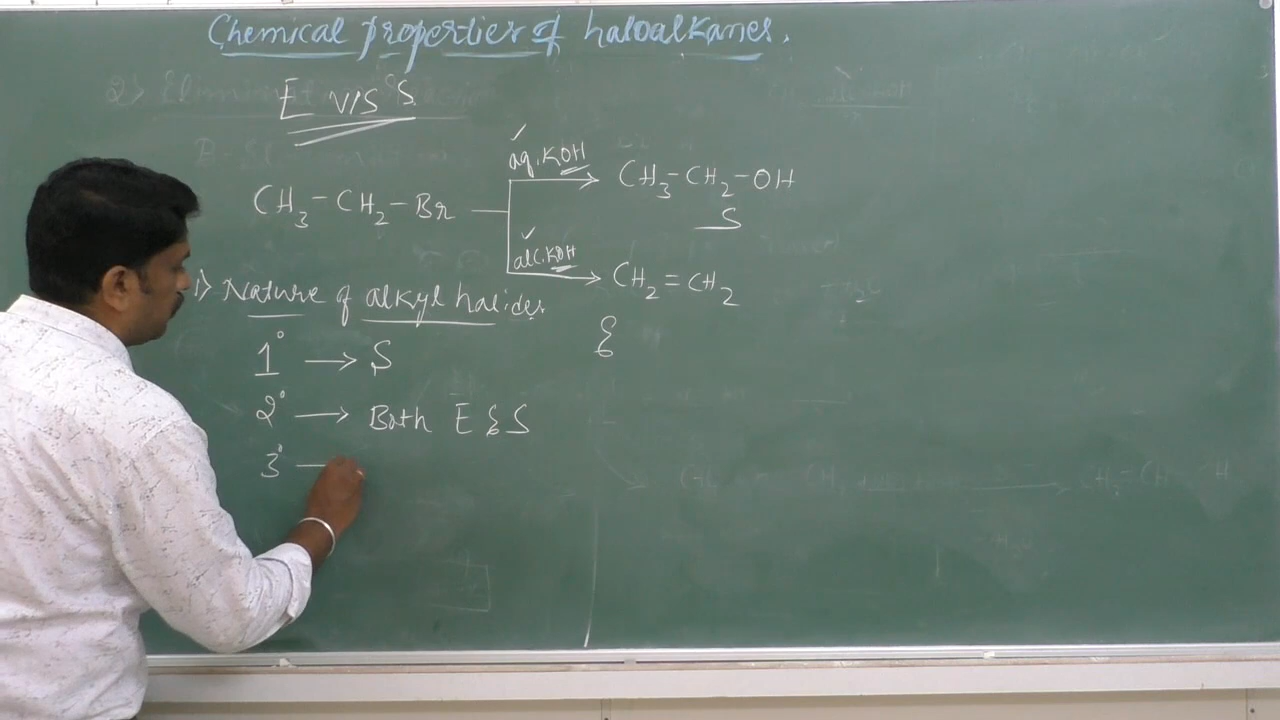 Chemical properties of haloalkanes.
E v/s S
CH₃-CH₂-Br
aq.KOH
CH₃-CH₂-OH
S
alc.KOH
CH₂=CH₂
E
1) Nature of alkyl halides
1° → S
2° → Both E & S
3° —